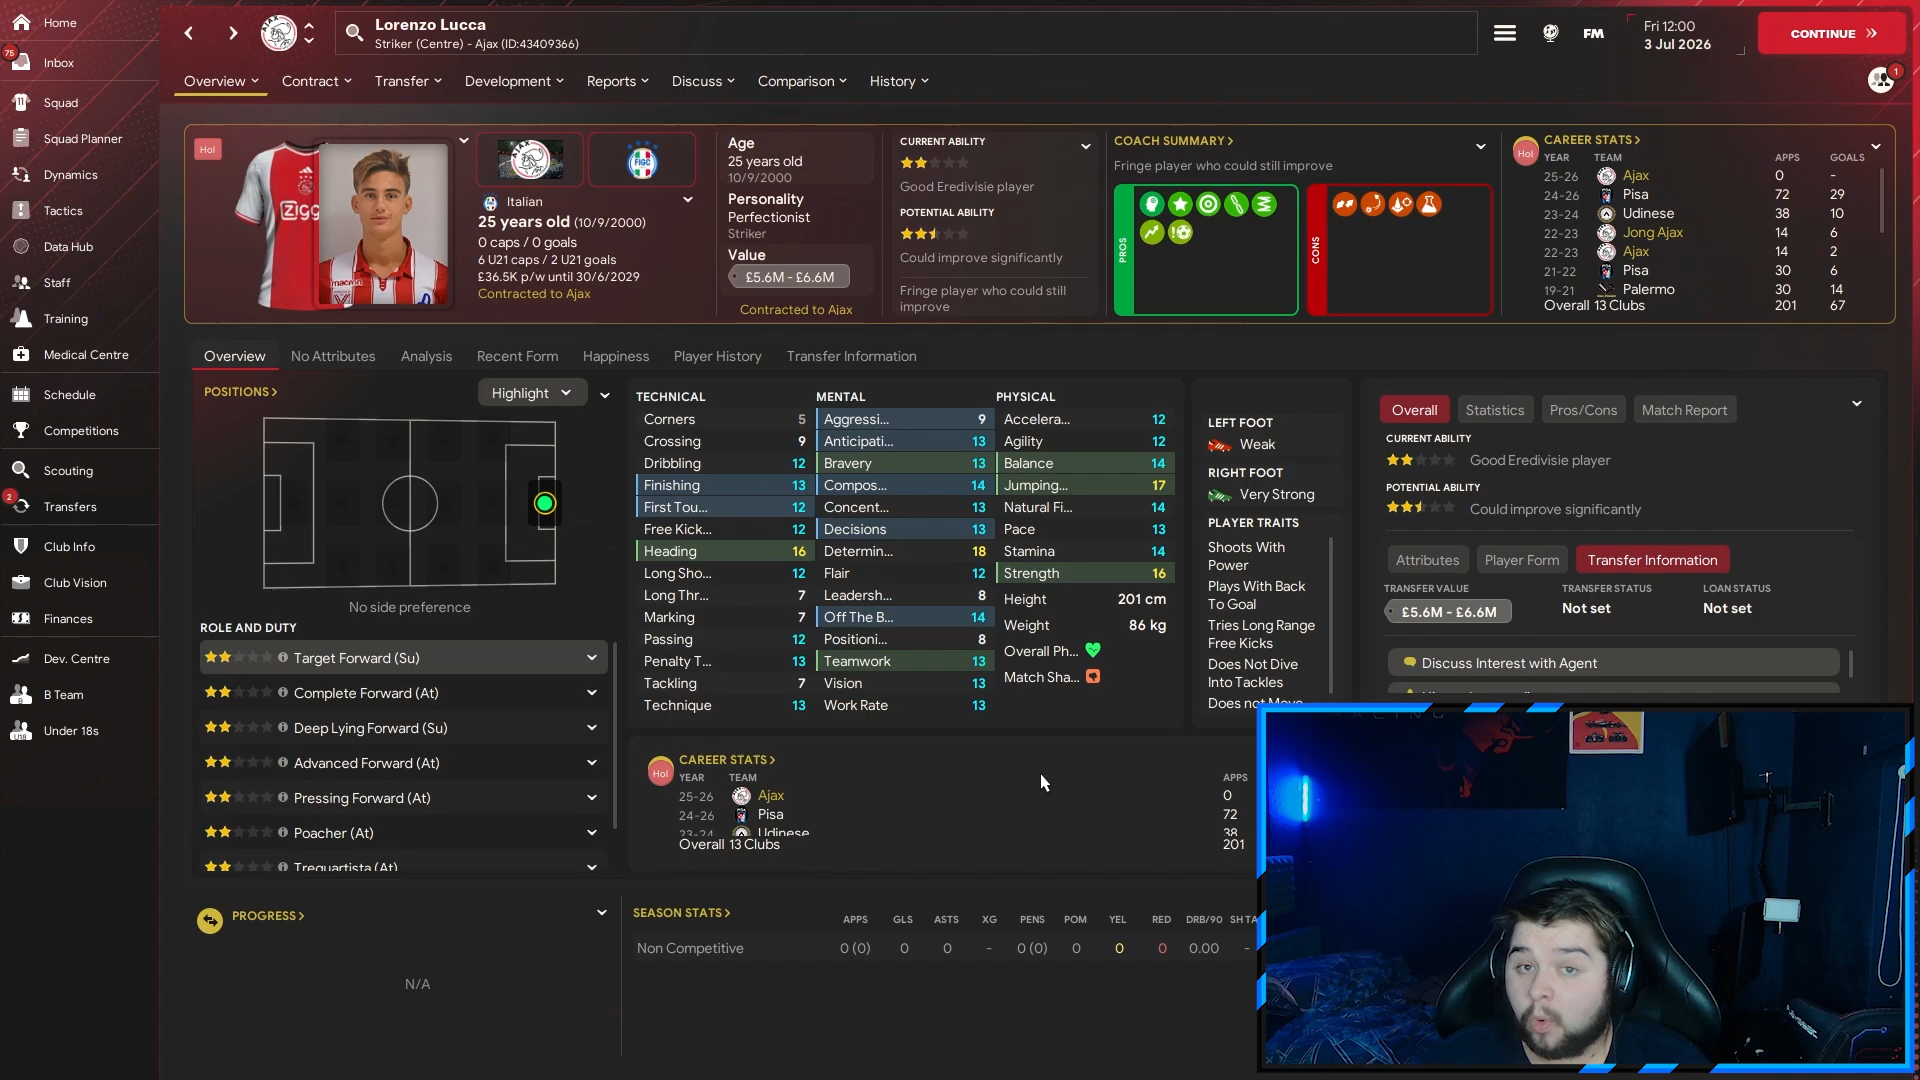 Home
75
Inbox
Squad
Squad Planner
Dynamics
Tactics
Data Hub
Staff
Training
Medical Centre
Schedule
Competitions
Scouting
2
Transfers
Club Info
Club Vision
Finances
Dev. Centre
B Team
Under 18s
Lorenzo Lucca
Striker (Centre) - Ajax (ID:43409366)
FM
Fri 12:00
3 Jul 2026
CONTINUE
1
Overview Contract Transfer Development Reports Discuss Comparison History
Hol
Zigg
Italian
25 years old (10/9/2000)
0 caps / 0 goals
6 U21 caps / 2 U21 goals
£36.5K p/w until 30/6/2029
Contracted to Ajax
FIGC
Age
25 years old
10/9/2000
Personality
Perfectionist
Striker
Value
£5.6M - £6.6M
Contracted to Ajax
CURRENT ABILITY
Good Eredivisie player
POTENTIAL ABILITY
Could improve significantly
Fringe player who could still
improve
COACH SUMMARY >
Fringe player who could still improve
PROS
CONS
Hol
CAREER STATS >
YEAR TEAM APPS GOALS
25-26 Ajax 0 -
24-26 Pisa 72 29
23-24 Udinese 38 10
22-23 Jong Ajax 14 6
22-23 Ajax 14 2
21-22 Pisa 30 6
19-21 Palermo 30 14
Overall 13 Clubs 201 67
Overview No Attributes Analysis Recent Form Happiness Player History Transfer Information
POSITIONS >
Highlight
No side preference
ROLE AND DUTY
Target Forward (Su)
Complete Forward (At)
Deep Lying Forward (Su)
Advanced Forward (At)
Pressing Forward (At)
Poacher (At)
Trequartista (At)
TECHNICAL
Corners 5
Crossing 9
Dribbling 12
Finishing 13
First Tou... 12
Free Kick... 12
Heading 16
Long Sho... 12
Long Thr... 7
Marking 7
Passing 12
Penalty T... 13
Tackling 7
Technique 13
MENTAL
Aggressi... 9
Anticipati... 13
Bravery 13
Compos... 14
Concent... 13
Decisions 13
Determin... 18
Flair 12
Leadersh... 8
Off The B... 14
Positioni... 8
Teamwork 13
Vision 13
Work Rate 13
PHYSICAL
Accelera... 12
Agility 12
Balance 14
Jumping... 17
Natural Fi... 14
Pace 13
Stamina 14
Strength 16
Height 201 cm
Weight 86 kg
Overall Ph...
Match Sha...
LEFT FOOT
Weak
RIGHT FOOT
Very Strong
PLAYER TRAITS
Shoots With
Power
Plays With Back
To Goal
Tries Long Range
Free Kicks
Does Not Dive
Into Tackles
Does not Move
Overall Statistics Pros/Cons Match Report
CURRENT ABILITY
Good Eredivisie player
POTENTIAL ABILITY
Could improve significantly
Attributes Player Form Transfer Information
TRANSFER VALUE TRANSFER STATUS LOAN STATUS
£5.6M - £6.6M Not set Not set
Discuss Interest with Agent
Hol
CAREER STATS >
YEAR TEAM APPS
25-26 Ajax 0
24-26 Pisa 72
23-24 Udinese 38
Overall 13 Clubs 201
PROGRESS >
N/A
SEASON STATS > APPS GLS ASTS XG PENS POM YEL RED DRB/90 SH TA
Non Competitive 0 (0) 0 0 - 0 (0) 0 0 0 0.00 -